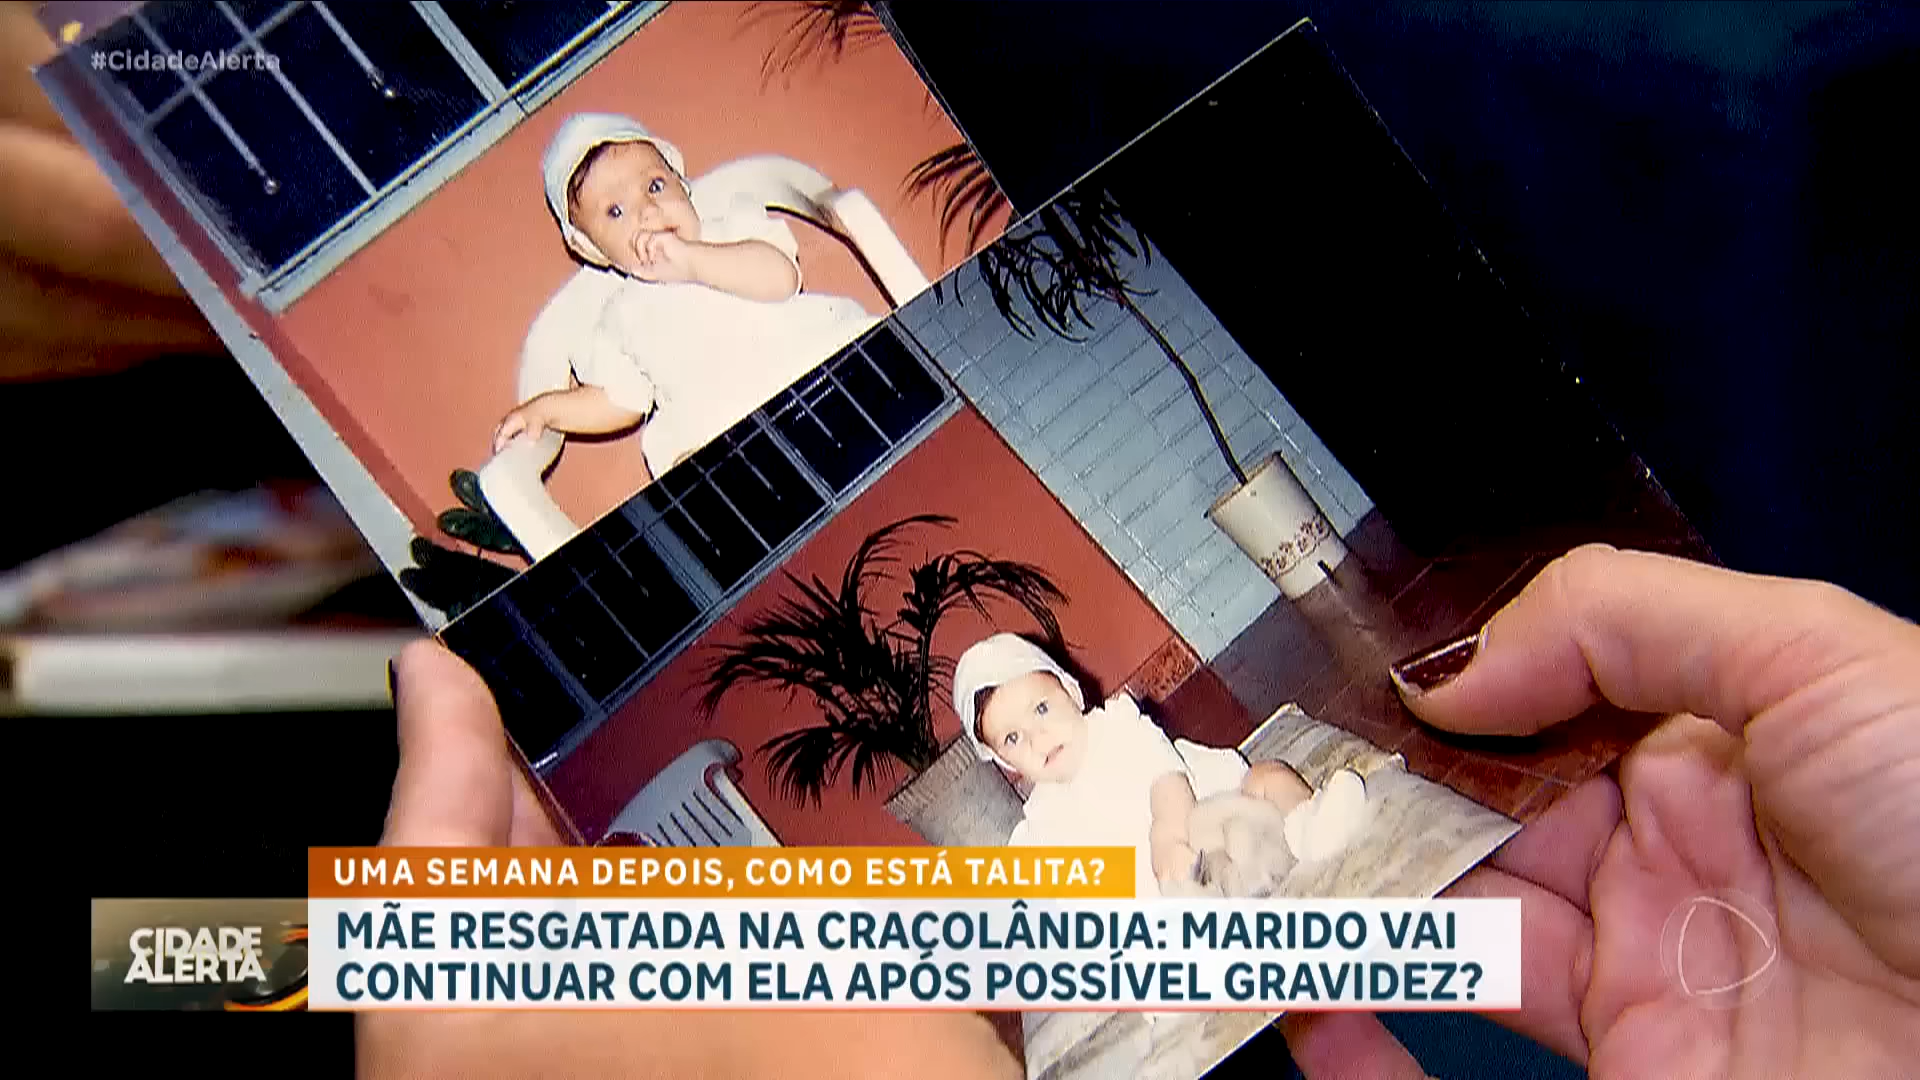 #CidadeAlerta
UMA SEMANA DEPOIS, COMO ESTÁ TALITA?
CIDADE
ALERTA
MÃE RESGATADA NA CRACOLÂNDIA: MARIDO VAI
CONTINUAR COM ELA APÓS POSSÍVEL GRAVIDEZ?